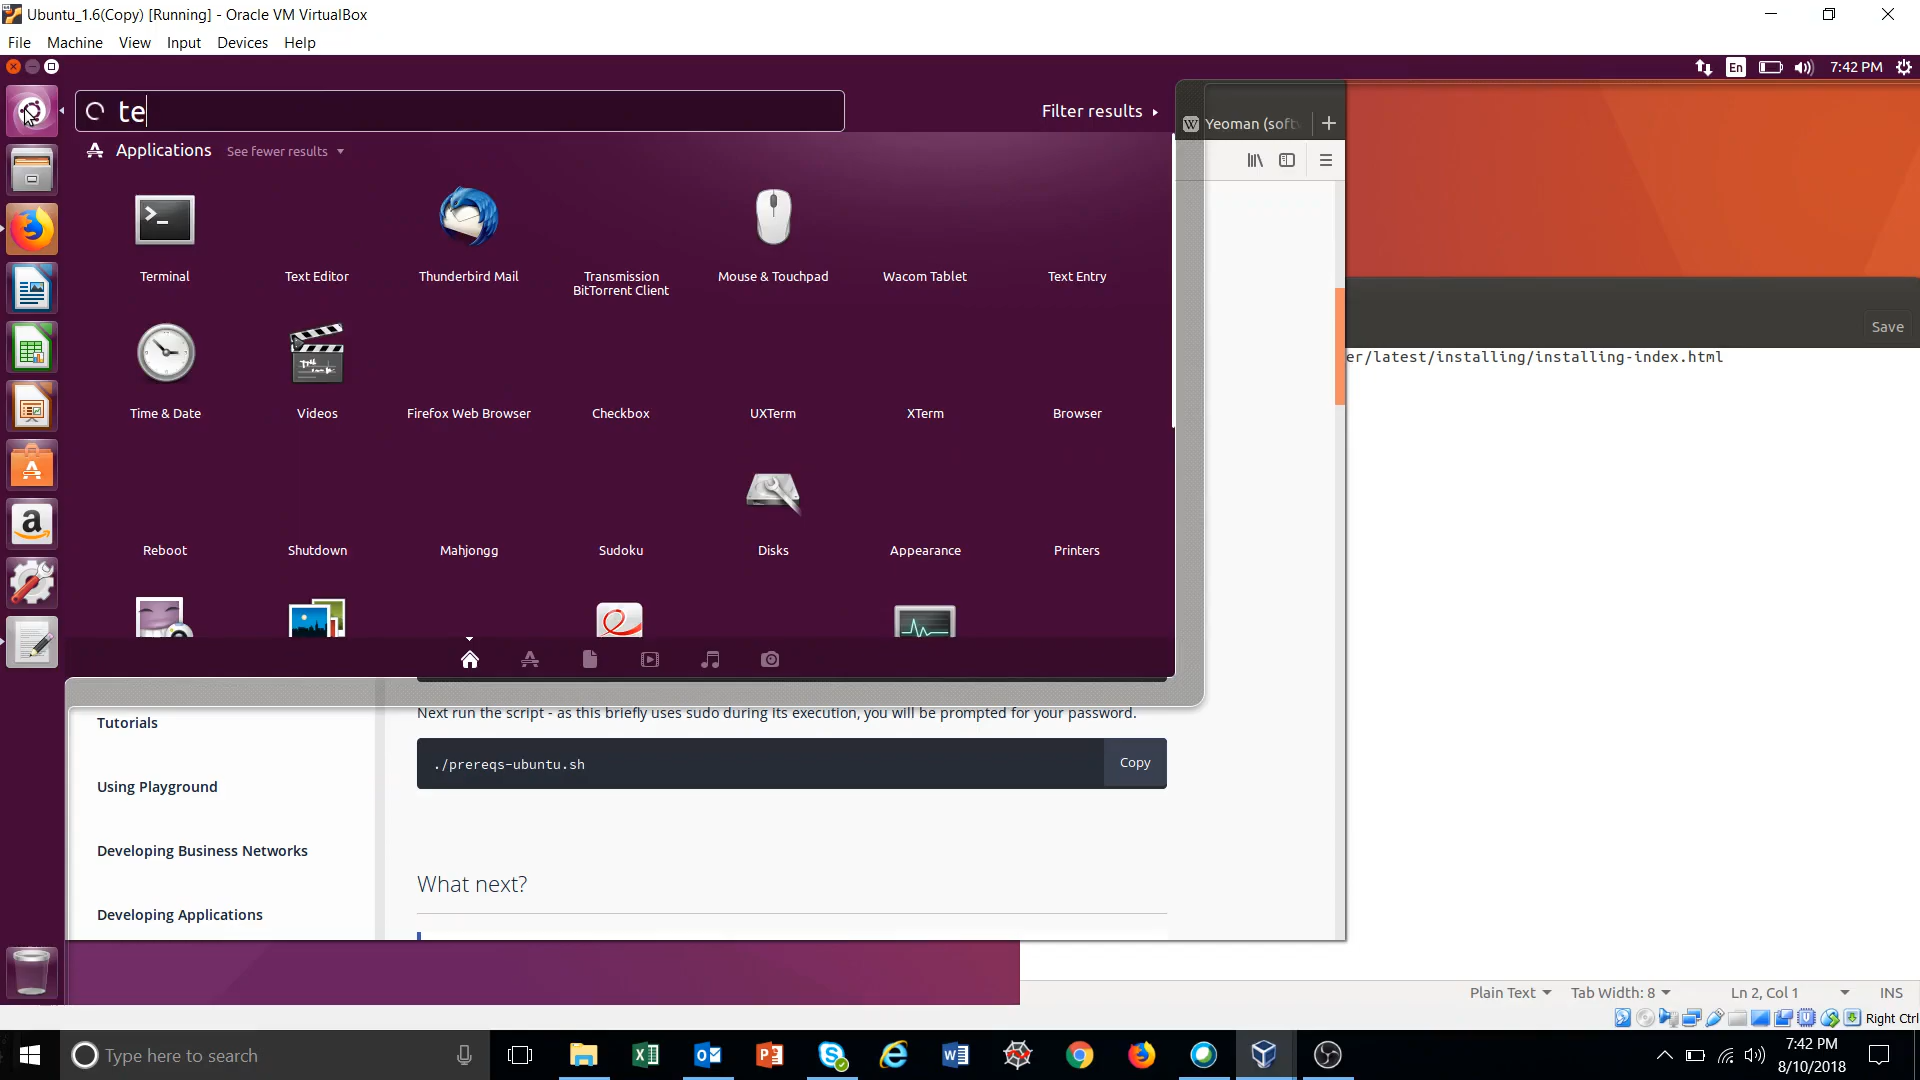 Ubuntu_1.6(Copy) [Running] - Oracle VM VirtualBox
File Machine View Input Devices Help
En 7:42 PM
te
Filter results
Yeoman (soft
Applications See fewer results
Terminal Text Editor Thunderbird Mail Transmission BitTorrent Client Mouse & Touchpad Wacom Tablet Text Entry
Save
er/latest/installing/installing-index.html
Time & Date Videos Firefox Web Browser Checkbox UXTerm XTerm Browser
Reboot Shutdown Mahjongg Sudoku Disks Appearance Printers
Tutorials
Using Playground
Developing Business Networks
Developing Applications
Next run the script - as this briefly uses sudo during its execution, you will be prompted for your password.
./prereqs-ubuntu.sh
Copy
What next?
Plain Text Tab Width: 8 Ln 2, Col 1 INS
Right Ctrl
Type here to search
7:42 PM
8/10/2018